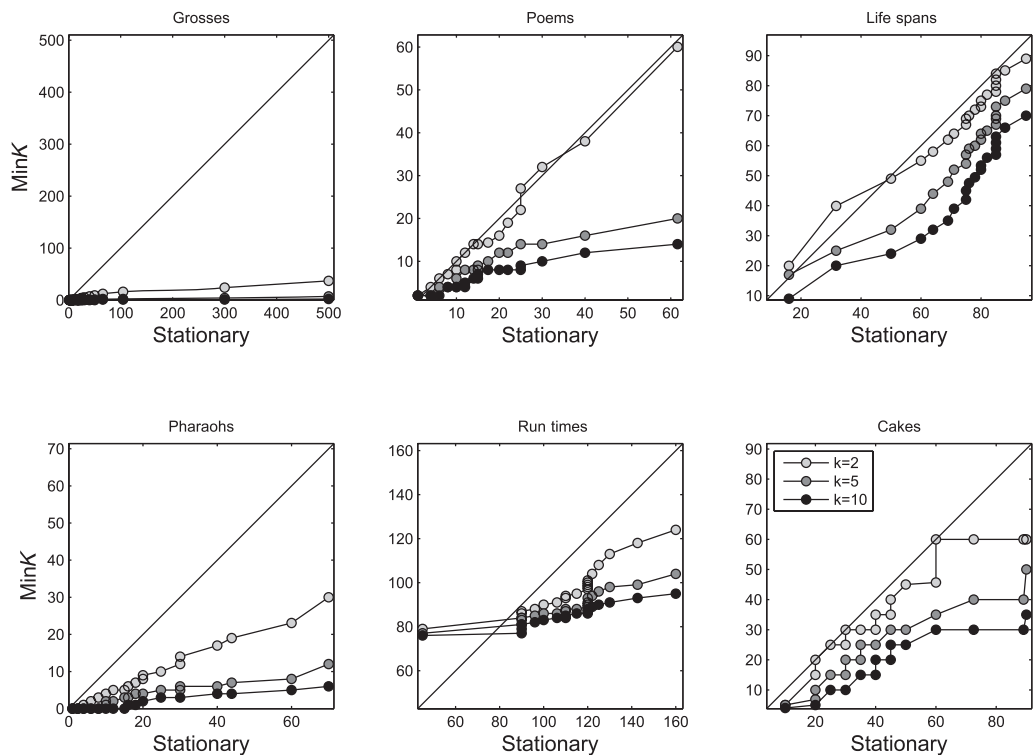 Grosses Poems Life spans
500
400
300
200
100
0
MinK
0 100 200 300 400 500
Stationary
60
50
40
30
20
10
10 20 30 40 50 60
Stationary
90
80
70
60
50
40
30
20
10
20 40 60 80
Stationary
Pharaohs Run times Cakes
70
60
50
40
30
20
10
0
MinK
0 20 40 60
Stationary
160
140
120
100
80
60
60 80 100 120 140 160
Stationary
90
80
70
60
50
40
30
20
10
k=2
k=5
k=10
20 40 60 80
Stationary